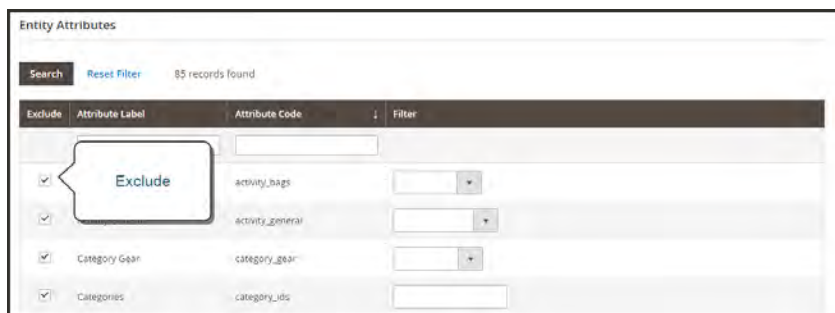 Entity Attributes
Search Reset Filter 85 records found
Exclude Attribute Label Attribute Code ↓ Filter
Exclude
activity_bags
activity_general
Category Gear category_gear
Categories category_ids